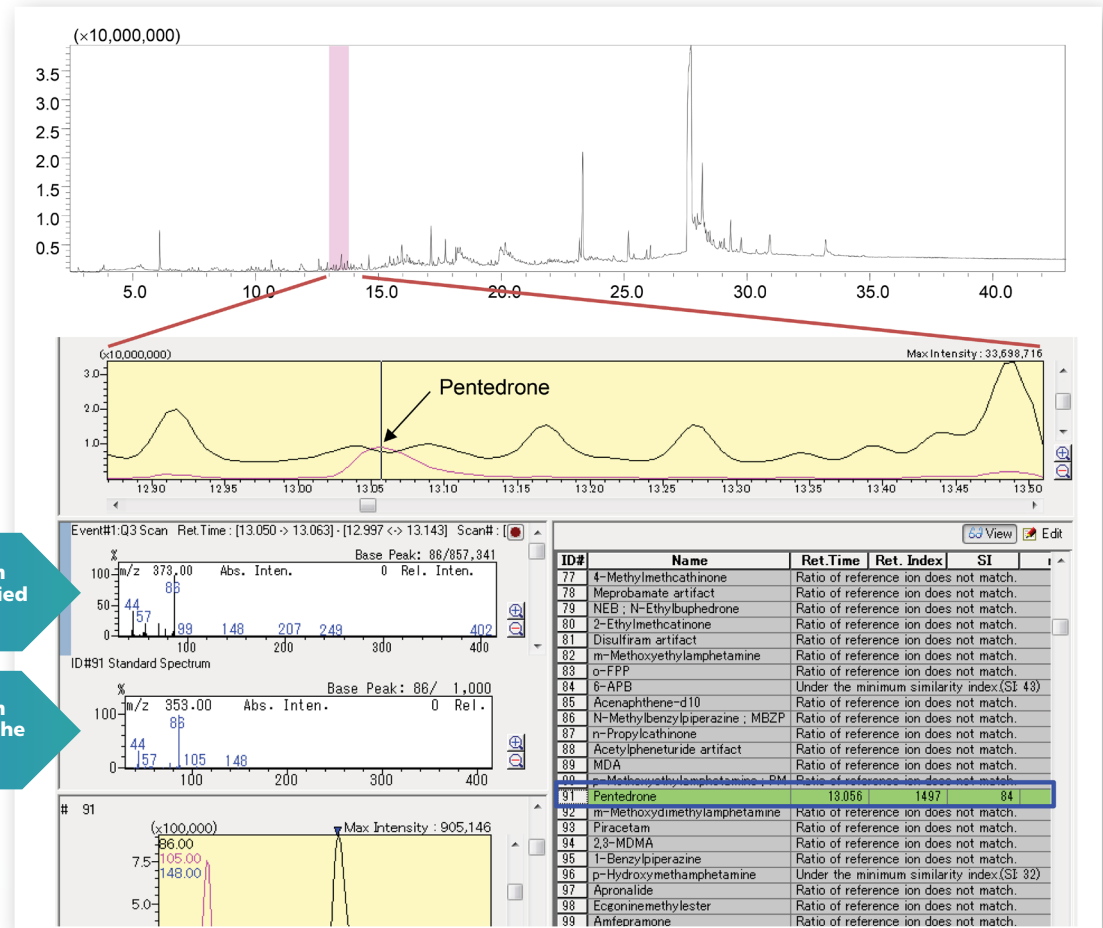 (×10,000,000)
3.5
3.0
2.5
2.0
1.5
1.0
0.5
5.0 10.0 15.0 20.0 25.0 30.0 35.0 40.0
(x10,000,000) Max Intensity : 33,698,716
3.0
2.0
1.0
Pentedrone
12.90 12.95 13.00 13.05 13.10 13.15 13.20 13.25 13.30 13.35 13.40 13.45 13.50
Event#1:Q3 Scan Ret.Time : [13.050 -> 13.063] - [12.997 <-> 13.143] Scan# : [
% Base Peak: 86/857,341
100 m/z 373.00 Abs. Inten. 0 Rel. Inten.
86
50 44
57
0 99 148 207 249 402
100 200 300 400
ID#91 Standard Spectrum
% Base Peak: 86/ 1,000
100 m/z 353.00 Abs. Inten. 0 Rel.
86
44
57 105 148
0
100 200 300 400
# 91
(x100,000) Max Intensity : 905,146
86.00
7.5 105.00
148.00
5.0
View Edit
ID# Name Ret.Time Ret. Index SI
77 4-Methylmethcathinone Ratio of reference ion does not match.
78 Meprobamate artifact Ratio of reference ion does not match.
79 NEB ; N-Ethylbuphedrone Ratio of reference ion does not match.
80 2-Ethylmethcatinone Ratio of reference ion does not match.
81 Disulfiram artifact Ratio of reference ion does not match.
82 m-Methoxyethylamphetamine Ratio of reference ion does not match.
83 o-FPP Ratio of reference ion does not match.
84 6-APB Under the minimum similarity index.(SI: 43)
85 Acenaphthene-d10 Ratio of reference ion does not match.
86 N-Methylbenzylpiperazine ; MBZP Ratio of reference ion does not match.
87 n-Propylcathinone Ratio of reference ion does not match.
88 Acetylpheneturide artifact Ratio of reference ion does not match.
89 MDA Ratio of reference ion does not match.
90 p-Methoxyethylamphetamine ; PM Ratio of reference ion does not match.
91 Pentedrone 13.056 1497 84
92 m-Methoxydimethylamphetamine Ratio of reference ion does not match.
93 Piracetam Ratio of reference ion does not match.
94 2,3-MDMA Ratio of reference ion does not match.
95 1-Benzylpiperazine Ratio of reference ion does not match.
96 p-Hydroxymethamphetamine Under the minimum similarity index.(SI: 32)
97 Apronalide Ratio of reference ion does not match.
98 Ecgoninemethylester Ratio of reference ion does not match.
99 Amfepramone Ratio of reference ion does not match.